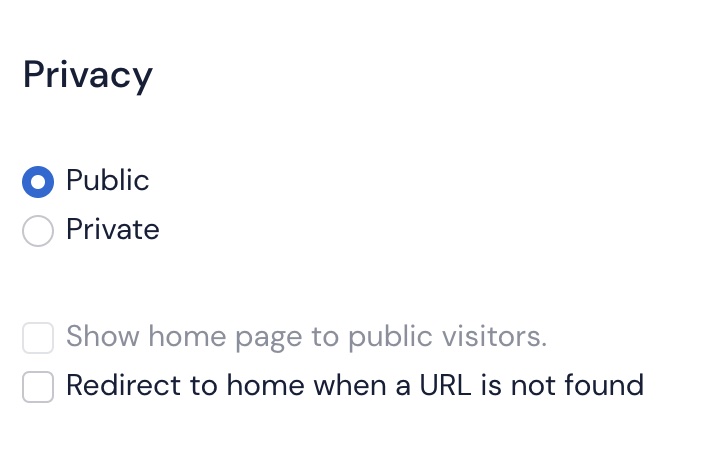 Privacy
Public
Private
Show home page to public visitors.
Redirect to home when a URL is not found